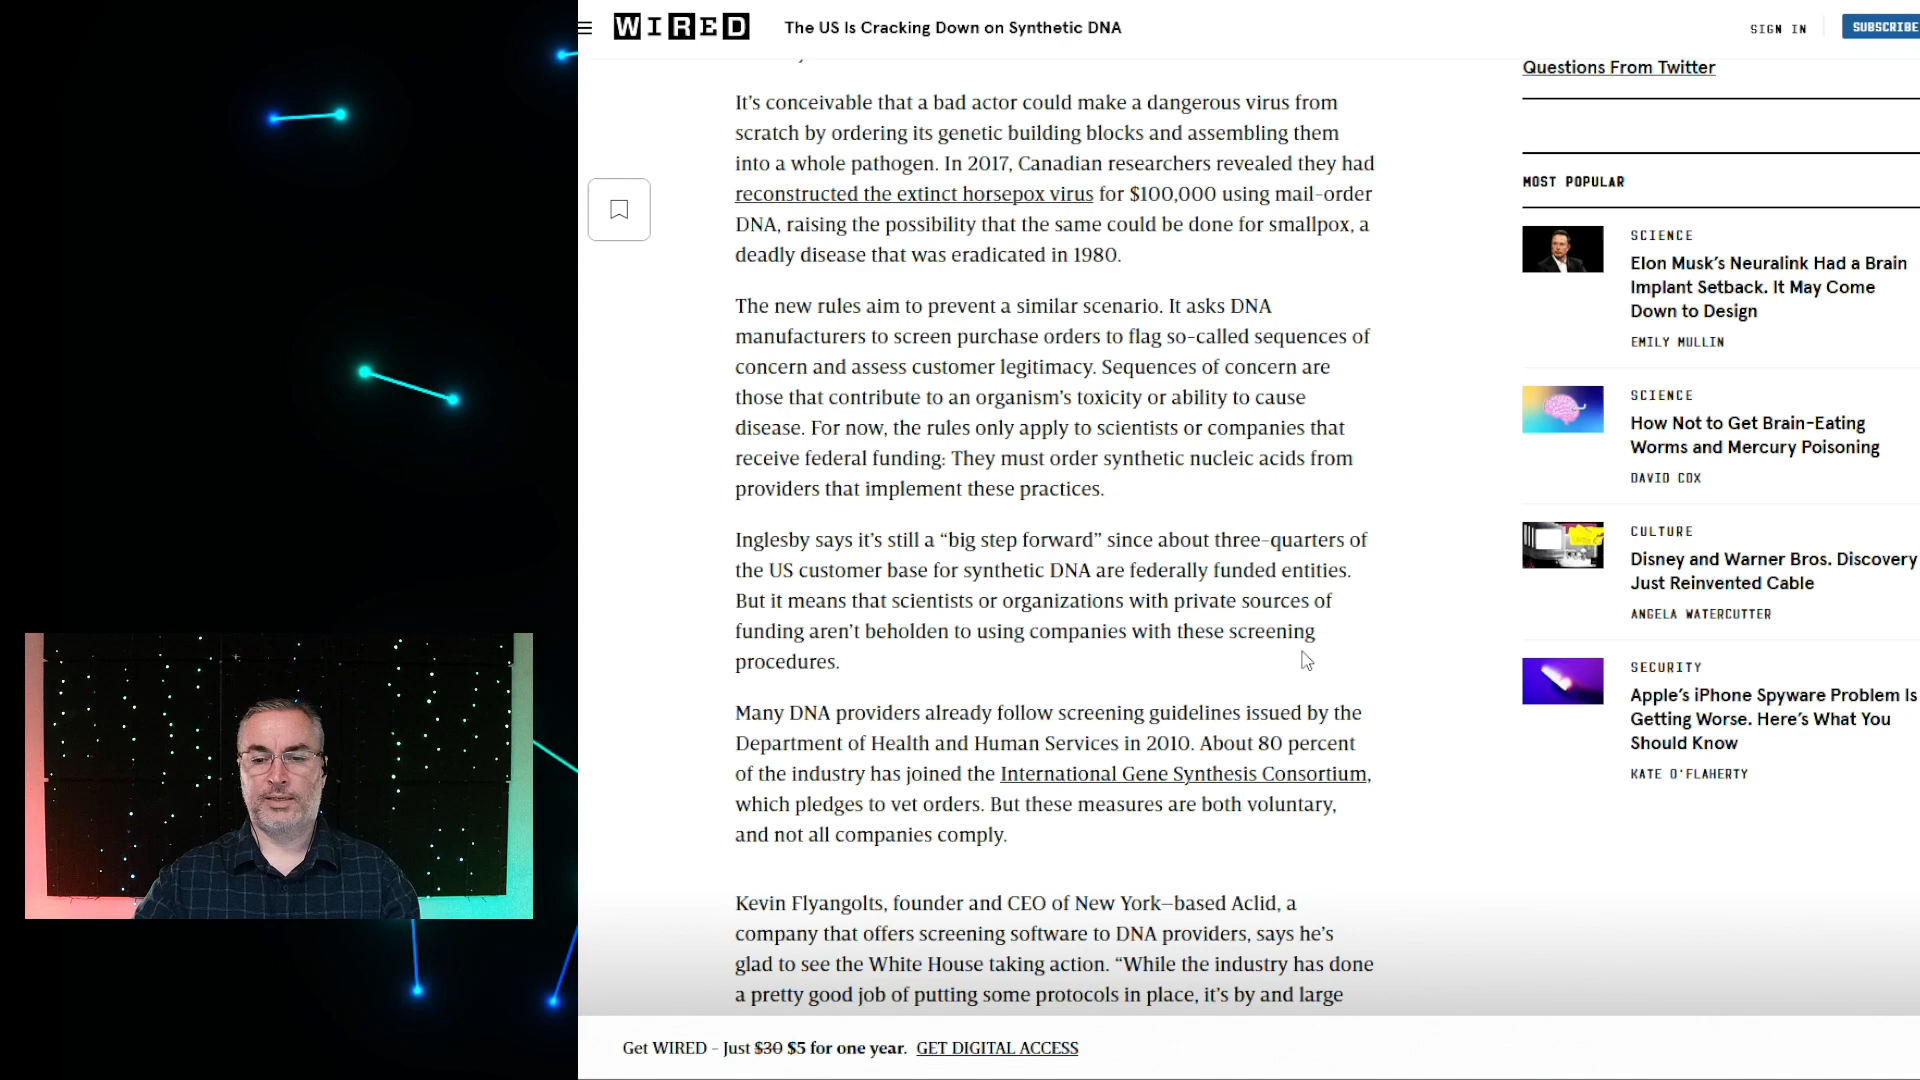 WIRED
The US Is Cracking Down on Synthetic DNA
SIGN IN
SUBSCRIBE
It’s conceivable that a bad actor could make a dangerous virus from
scratch by ordering its genetic building blocks and assembling them
into a whole pathogen. In 2017, Canadian researchers revealed they had
reconstructed the extinct horsepox virus for $100,000 using mail-order
DNA, raising the possibility that the same could be done for smallpox, a
deadly disease that was eradicated in 1980.
The new rules aim to prevent a similar scenario. It asks DNA
manufacturers to screen purchase orders to flag so-called sequences of
concern and assess customer legitimacy. Sequences of concern are
those that contribute to an organism’s toxicity or ability to cause
disease. For now, the rules only apply to scientists or companies that
receive federal funding: They must order synthetic nucleic acids from
providers that implement these practices.
Inglesby says it’s still a “big step forward” since about three-quarters of
the US customer base for synthetic DNA are federally funded entities.
But it means that scientists or organizations with private sources of
funding aren’t beholden to using companies with these screening
procedures.
Many DNA providers already follow screening guidelines issued by the
Department of Health and Human Services in 2010. About 80 percent
of the industry has joined the International Gene Synthesis Consortium,
which pledges to vet orders. But these measures are both voluntary,
and not all companies comply.
Kevin Flyangolts, founder and CEO of New York–based Aclid, a
company that offers screening software to DNA providers, says he’s
glad to see the White House taking action. “While the industry has done
a pretty good job of putting some protocols in place, it’s by and large
Questions From Twitter
MOST POPULAR
SCIENCE
Elon Musk’s Neuralink Had a Brain
Implant Setback. It May Come
Down to Design
EMILY MULLIN
SCIENCE
How Not to Get Brain-Eating
Worms and Mercury Poisoning
DAVID COX
CULTURE
Disney and Warner Bros. Discovery
Just Reinvented Cable
ANGELA WATERCUTTER
SECURITY
Apple’s iPhone Spyware Problem Is
Getting Worse. Here’s What You
Should Know
KATE O’FLAHERTY
Get WIRED - Just $30 $5 for one year. GET DIGITAL ACCESS